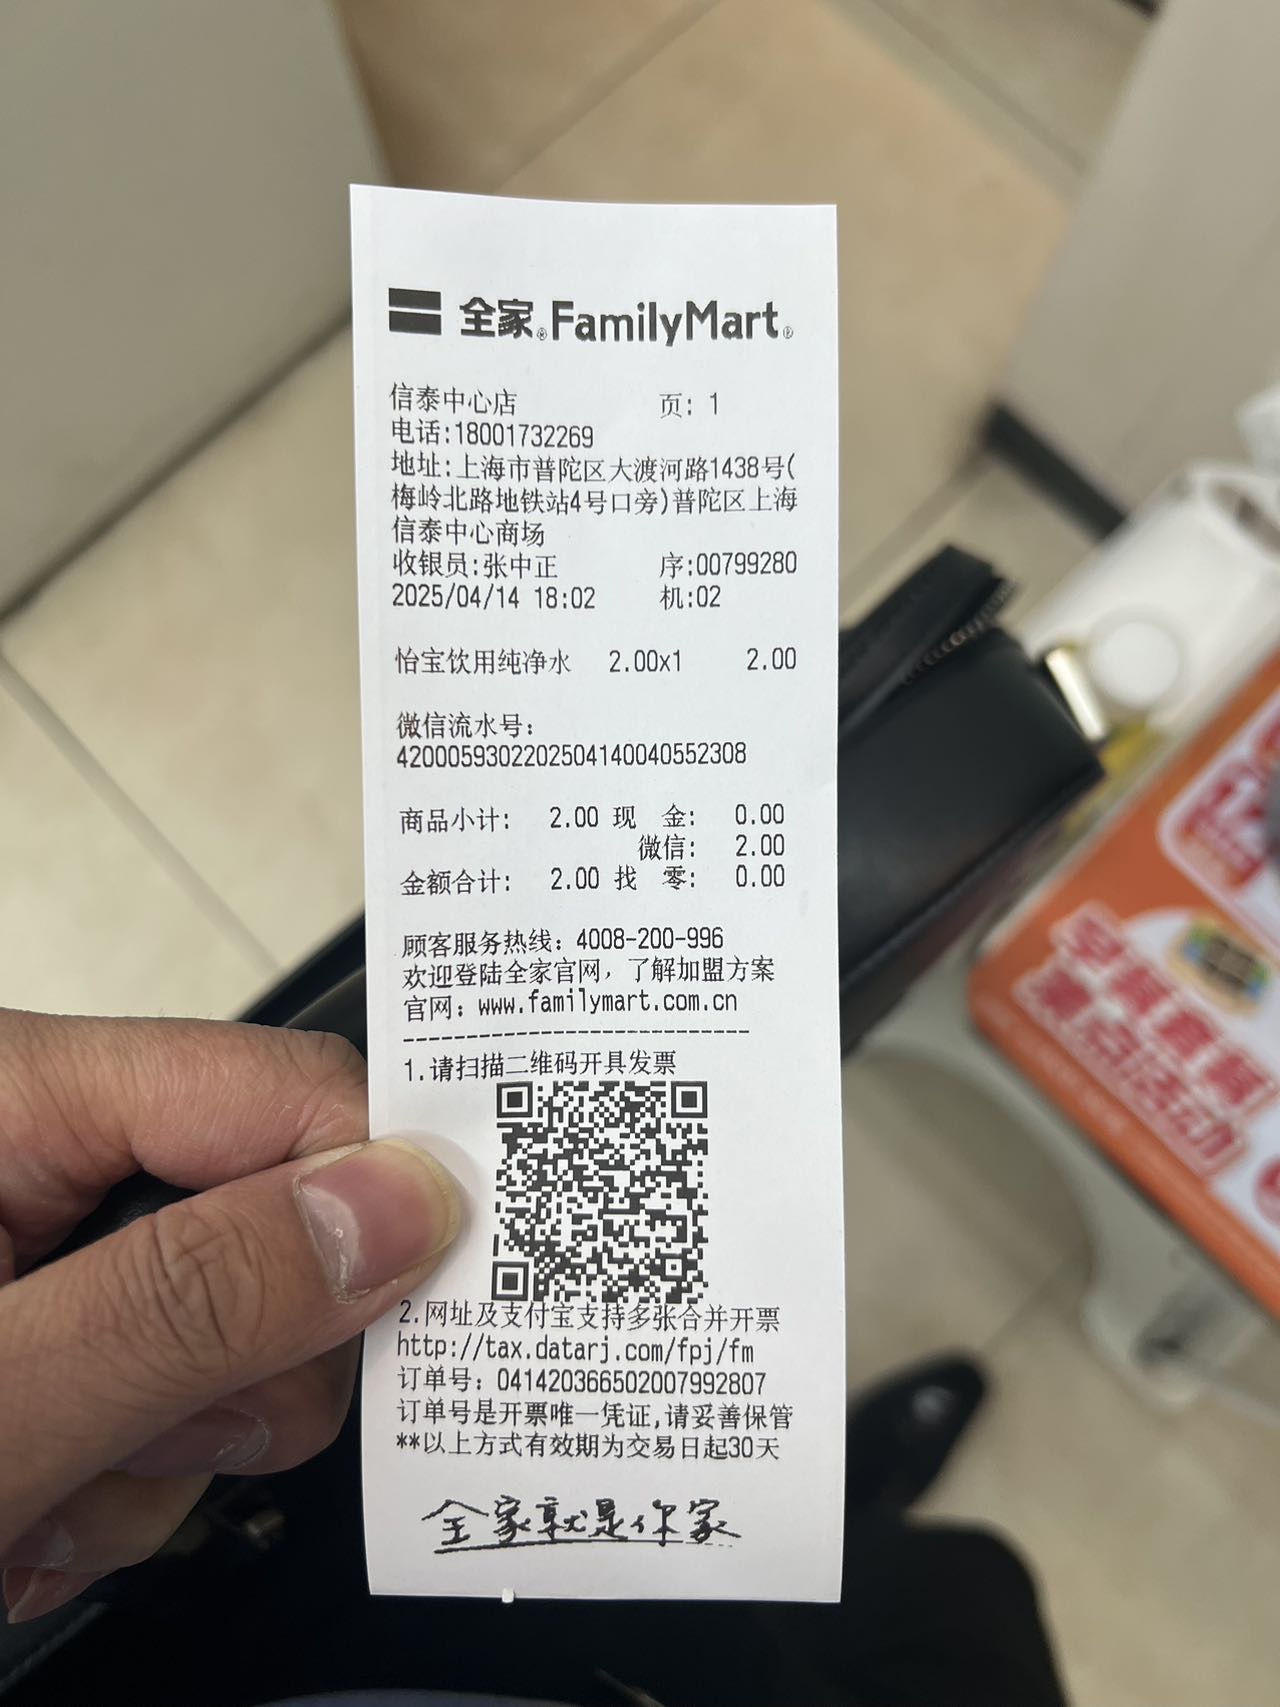 全家®FamilyMart®
信泰中心店 页: 1
电话:18001732269
地址:上海市普陀区大渡河路1438号(
梅岭北路地铁站4号口旁)普陀区上海
信泰中心商场
收银员:张中正 序:00799280
2025/04/14 18:02 机:02
怡宝饮用纯净水 2.00x1 2.00
微信流水号:
4200059302202504140040552308
商品小计: 2.00 现 金: 0.00
微信: 2.00
金额合计: 2.00 找 零: 0.00
顾客服务热线: 4008-200-996
欢迎登陆全家官网, 了解加盟方案
官网: www.familymart.com.cn
--------------------------------
1.请扫描二维码开具发票
2.网址及支付宝支持多张合并开票
http://tax.datarj.com/fpj/fm
订单号: 041420366502007992807
订单号是开票唯一凭证,请妥善保管
**以上方式有效期为交易日起30天
全家就是你家
早餐套餐